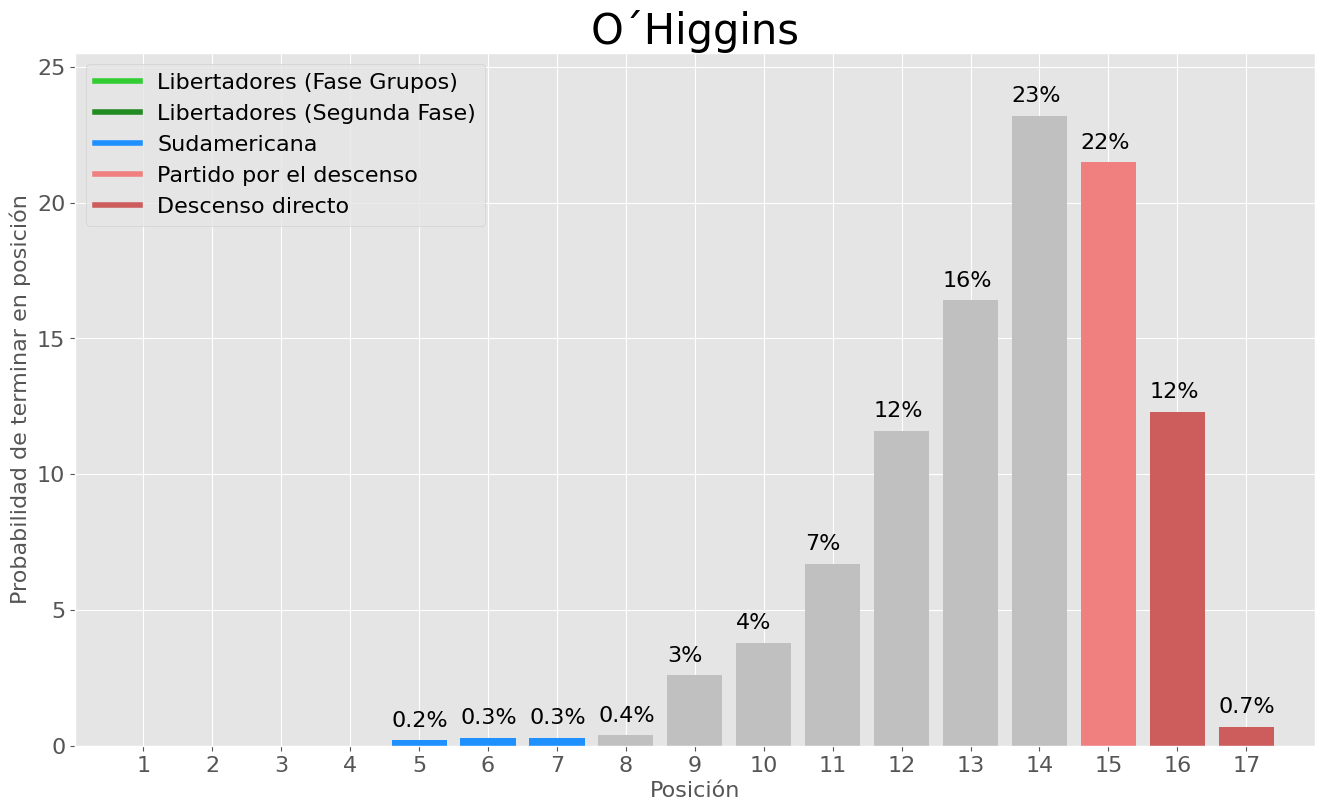 O´Higgins
25
20
15
10
5
0
Probabilidad de terminar en posición
Libertadores (Fase Grupos)
Libertadores (Segunda Fase)
Sudamericana
Partido por el descenso
Descenso directo
0.2%
0.3%
0.3%
0.4%
3%
4%
7%
12%
16%
23%
22%
12%
0.7%
1 2 3 4 5 6 7 8 9 10 11 12 13 14 15 16 17
Posición